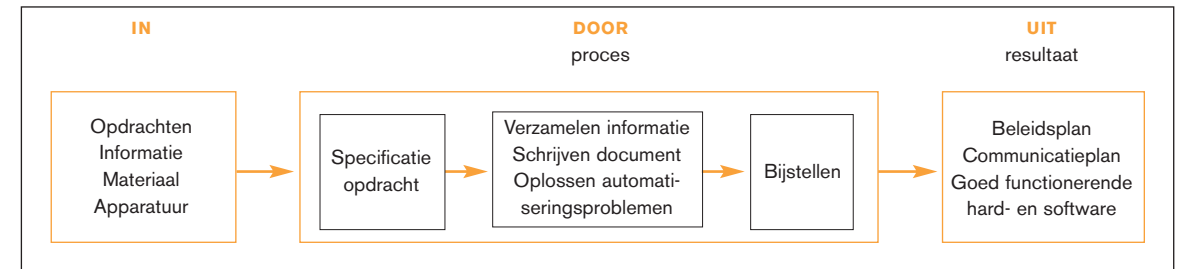 IN
DOOR
proces
UIT
resultaat
Opdrachten
Informatie
Materiaal
Apparatuur
Specificatie
opdracht
Verzamelen informatie
Schrijven document
Oplossen automati-
seringsproblemen
Bijstellen
Beleidsplan
Communicatieplan
Goed functionerende
hard- en software